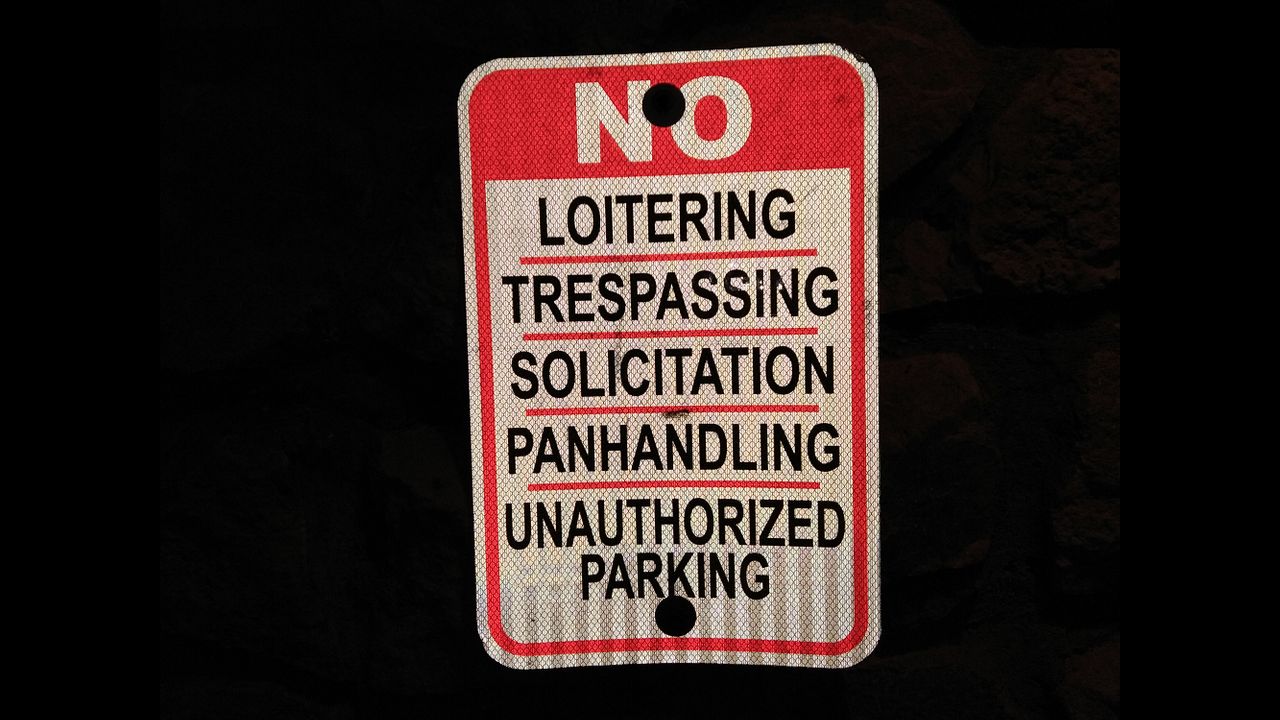 NO
LOITERING
TRESPASSING
SOLICITATION
PANHANDLING
UNAUTHORIZED
PARKING